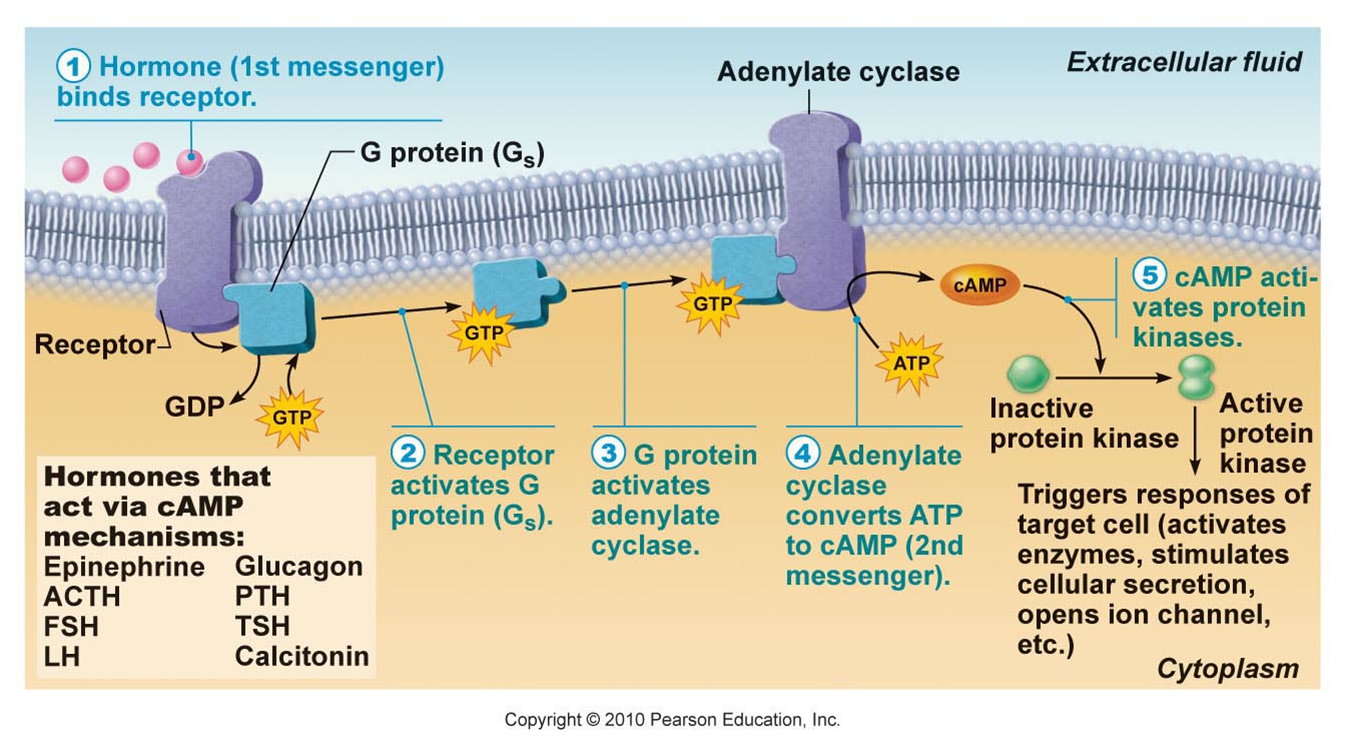 ① Hormone (1st messenger)
binds receptor.
Adenylate cyclase
Extracellular fluid
G protein (Gs)
Receptor
GDP
GTP
GTP
GTP
ATP
cAMP
② Receptor
activates G
protein (Gs).
③ G protein
activates
adenylate
cyclase.
④ Adenylate
cyclase
converts ATP
to cAMP (2nd
messenger).
⑤ cAMP acti-
vates protein
kinases.
Inactive
protein kinase
Active
protein
kinase
Triggers responses of
target cell (activates
enzymes, stimulates
cellular secretion,
opens ion channel,
etc.)
Cytoplasm
Hormones that
act via cAMP
mechanisms:
Epinephrine Glucagon
ACTH PTH
FSH TSH
LH Calcitonin
Copyright © 2010 Pearson Education, Inc.